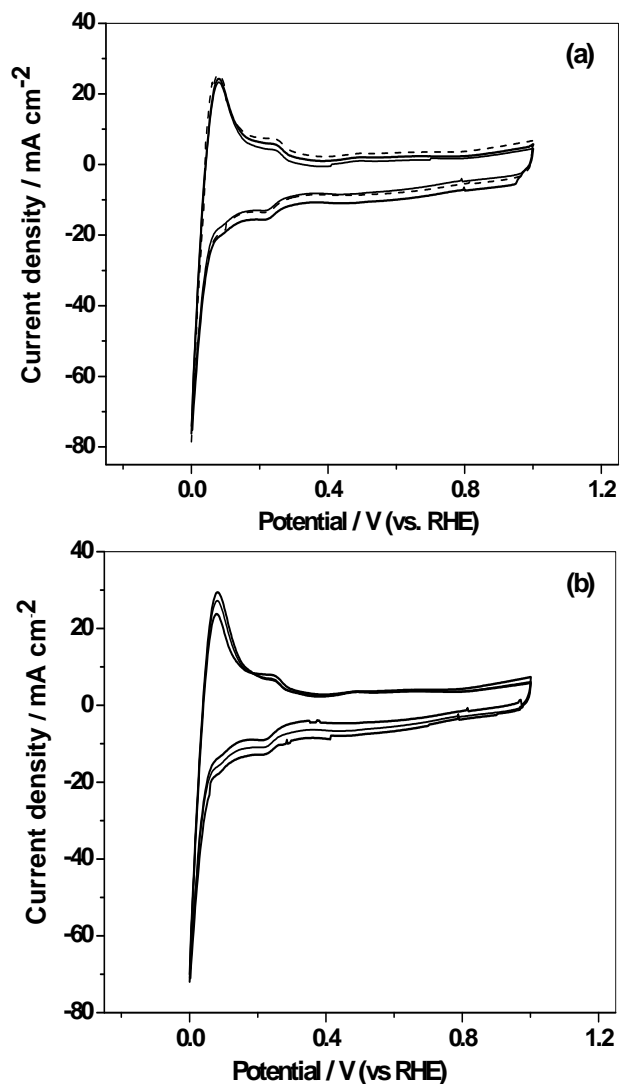 (a)
40
20
0
-20
-40
-60
-80
Current density / mA cm-2
0.0 0.4 0.8 1.2
Potential / V (vs. RHE)
(b)
40
20
0
-20
-40
-60
-80
Current density / mA cm-2
0.0 0.4 0.8 1.2
Potential / V (vs RHE)